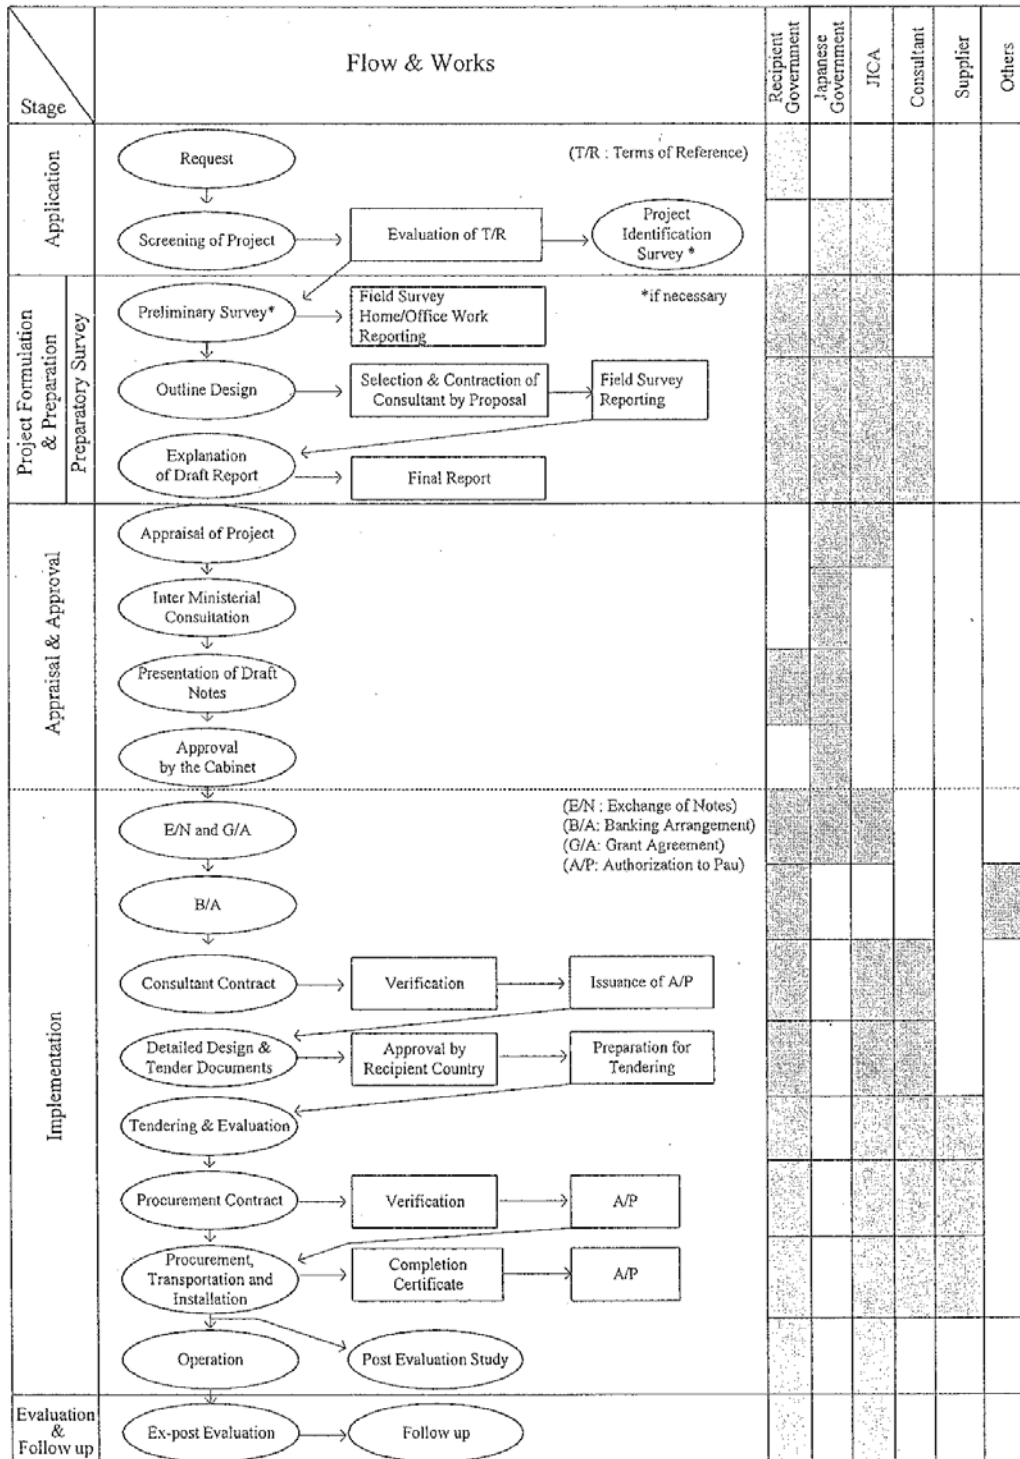 Flow & Works
Stage
Recipient
Government
Japanese
Government
JICA
Consultant
Supplier
Others
Application
Request
(T/R : Terms of Reference)
Screening of Project
Evaluation of T/R
Project
Identification
Survey *
Project Formulation
& Preparation
Preparatory Survey
Preliminary Survey*
Field Survey
Home/Office Work
Reporting
*if necessary
Outline Design
Selection & Contraction of
Consultant by Proposal
Field Survey
Reporting
Explanation
of Draft Report
Final Report
Appraisal & Approval
Appraisal of Project
Inter Ministerial
Consultation
Presentation of Draft
Notes
Approval
by the Cabinet
Implementation
E/N and G/A
(E/N : Exchange of Notes)
(B/A: Banking Arrangement)
(G/A: Grant Agreement)
(A/P: Authorization to Pau)
B/A
Consultant Contract
Verification
Issuance of A/P
Detailed Design &
Tender Documents
Approval by
Recipient Country
Preparation for
Tendering
Tendering & Evaluation
Procurement Contract
Verification
A/P
Procurement,
Transportation and
Installation
Completion
Certificate
A/P
Operation
Post Evaluation Study
Evaluation
&
Follow up
Ex-post Evaluation
Follow up